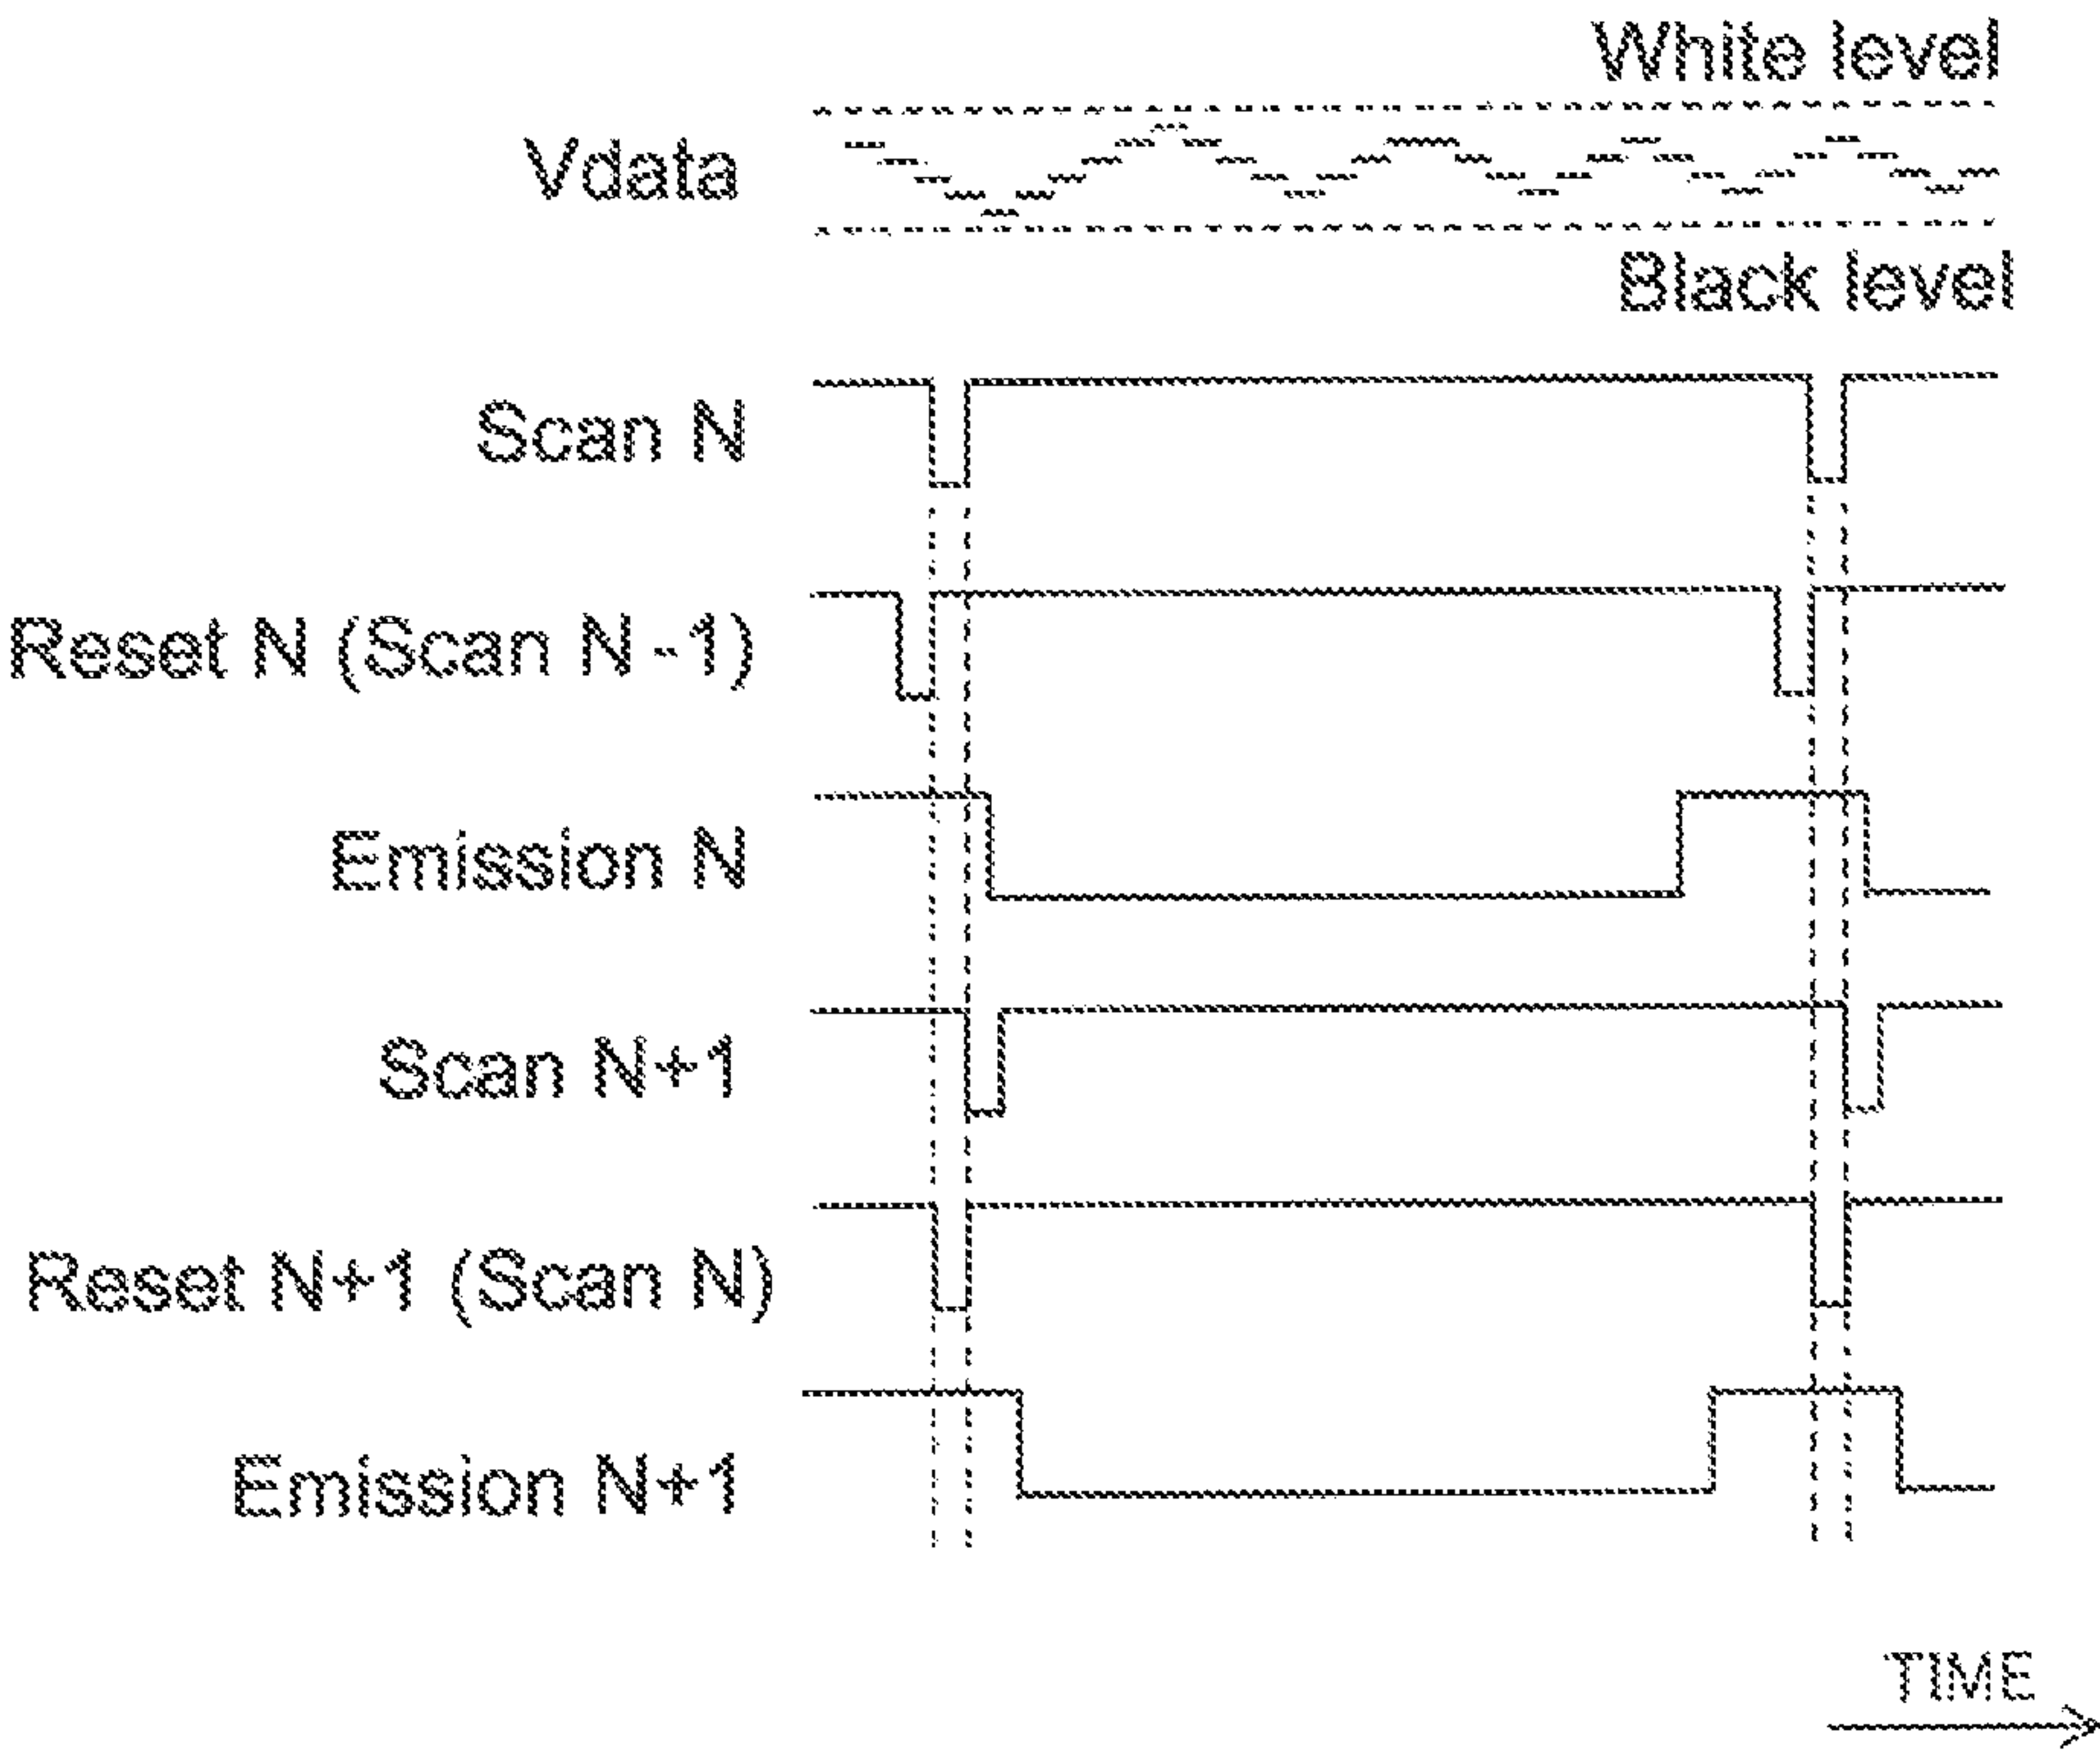 White level
Vdata
Black level
Scan N
Reset N (Scan N-1)
Emission N
Scan N+1
Reset N+1 (Scan N)
Emission N+1
TIME